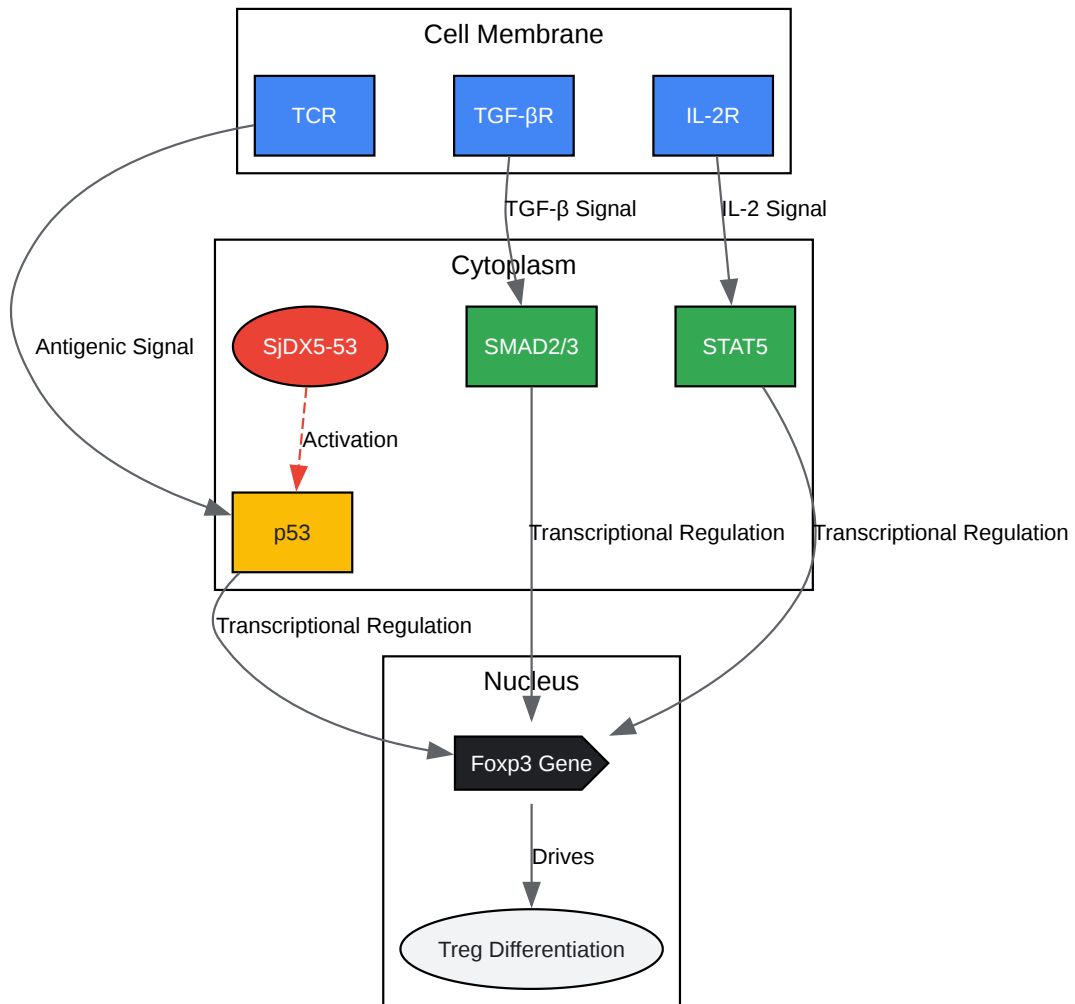 Cell Membrane
TCR
TGF-βR
IL-2R
TGF-β Signal
IL-2 Signal
Cytoplasm
SjDX5-53
SMAD2/3
STAT5
Antigenic Signal
Activation
p53
Transcriptional Regulation
Transcriptional Regulation
Transcriptional Regulation
Nucleus
Foxp3 Gene
Drives
Treg Differentiation